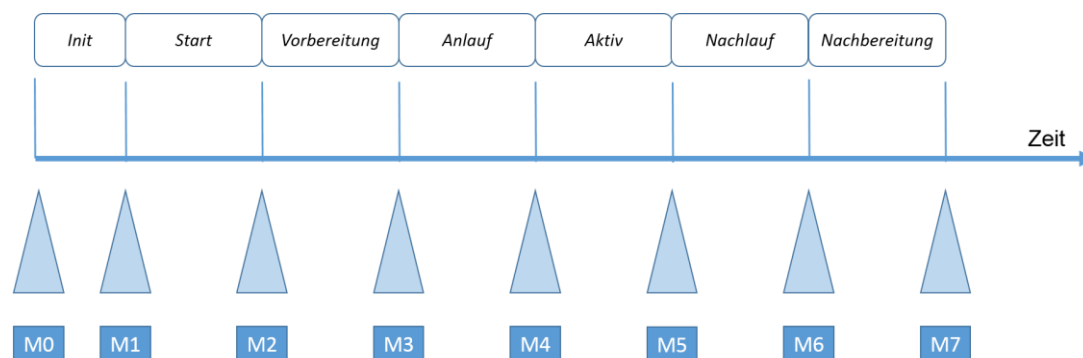 Init Start Vorbereitung Anlauf Aktiv Nachlauf Nachbereitung
Zeit
M0 M1 M2 M3 M4 M5 M6 M7